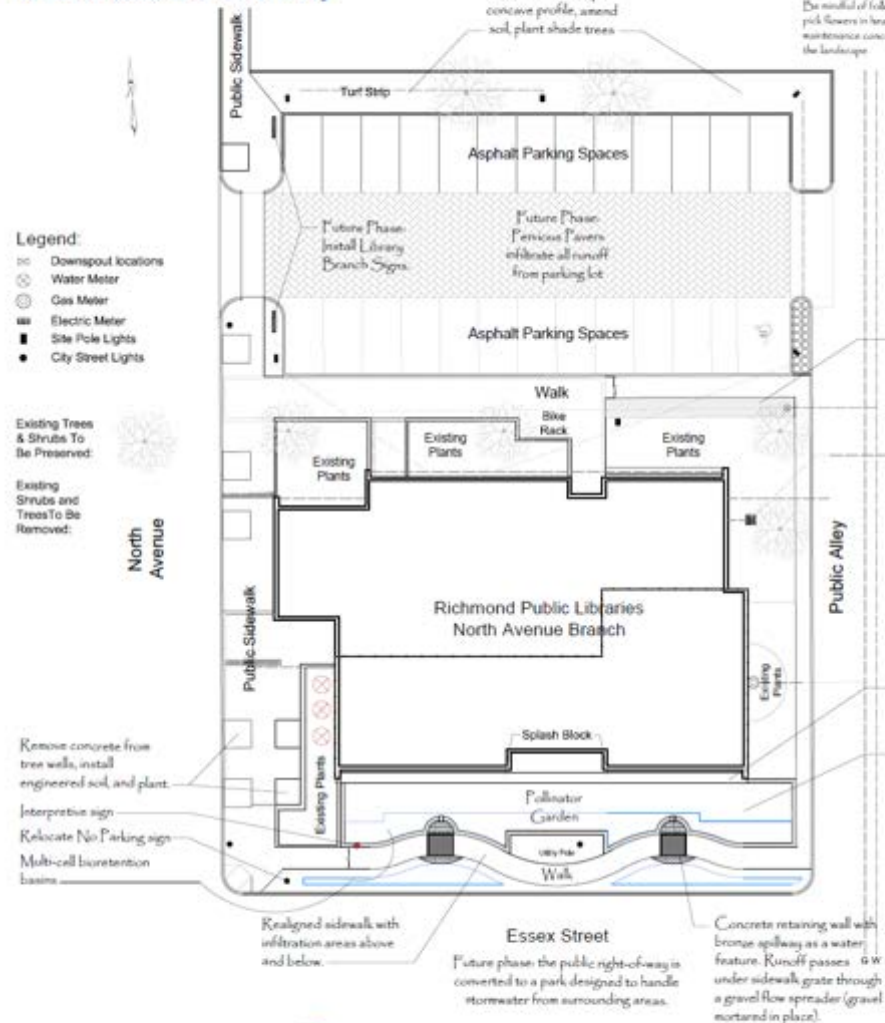 concave profile, amend
soil, plant shade trees
Be mindful of
pick flowers in
maintenance
the landscape
Public Sidewalk
Turf Strip
Asphalt Parking Spaces
Future Phase:
Install Library
Branch Signs.
Future Phase:
Pervious Pavers
infiltrate all runoff
from parking lot
Legend:
Downspout locations
Water Meter
Gas Meter
Electric Meter
Site Pole Lights
City Street Lights
Asphalt Parking Spaces
Walk
Bike
Rack
Existing Trees
& Shrubs To
Be Preserved:
Existing
Plants
Existing
Plants
Existing
Plants
Existing
Shrubs and
TreesTo Be
Removed:
North
Avenue
Public Alley
Richmond Public Libraries
North Avenue Branch
Public Sidewalk
Existing
Plants
Splash Block
Remove concrete from
tree wells, install
engineered soil, and plant
Existing Plants
Pollinator
Garden
Interpretive sign
Relocate No Parking sign
Utility Pole
Multi-cell bioretention
basins
Walk
Realigned sidewalk with
infiltration areas above
and below.
Essex Street
Future phase: the public right-of-way is
converted to a park designed to handle
stormwater from surrounding areas.
Concrete retaining wall with
bronze spillway as a water
feature. Runoff passes
under sidewalk grate through
a gravel flow spreader (gravel
mortared in place).
G W